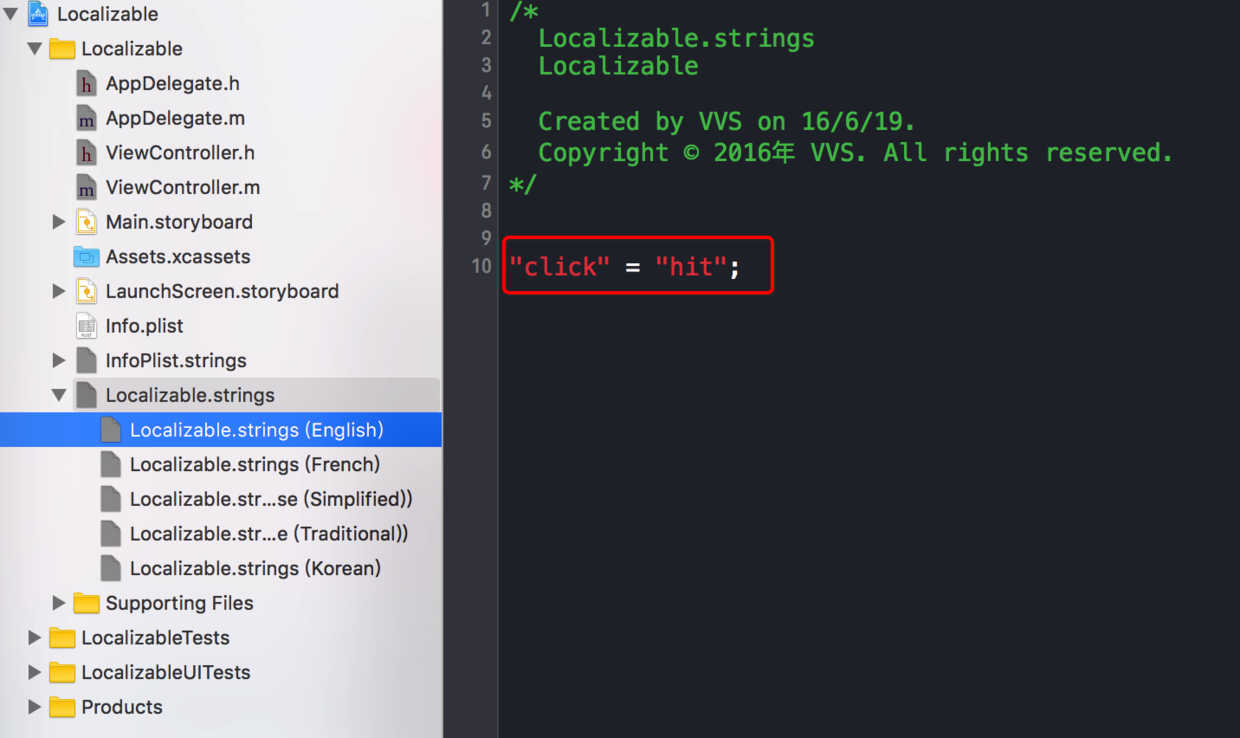 Localizable
Localizable
AppDelegate.h
AppDelegate.m
ViewController.h
ViewController.m
Main.storyboard
Assets.xcassets
LaunchScreen.storyboard
Info.plist
InfoPlist.strings
Localizable.strings
Localizable.strings (English)
Localizable.strings (French)
Localizable.str...se (Simplified))
Localizable.str...e (Traditional))
Localizable.strings (Korean)
Supporting Files
LocalizableTests
LocalizableUITests
Products
1 /*
2 Localizable.strings
3 Localizable
4
5 Created by VVS on 16/6/19.
6 Copyright © 2016年 VVS. All rights reserved.
7 */
8
9
10 "click" = "hit";